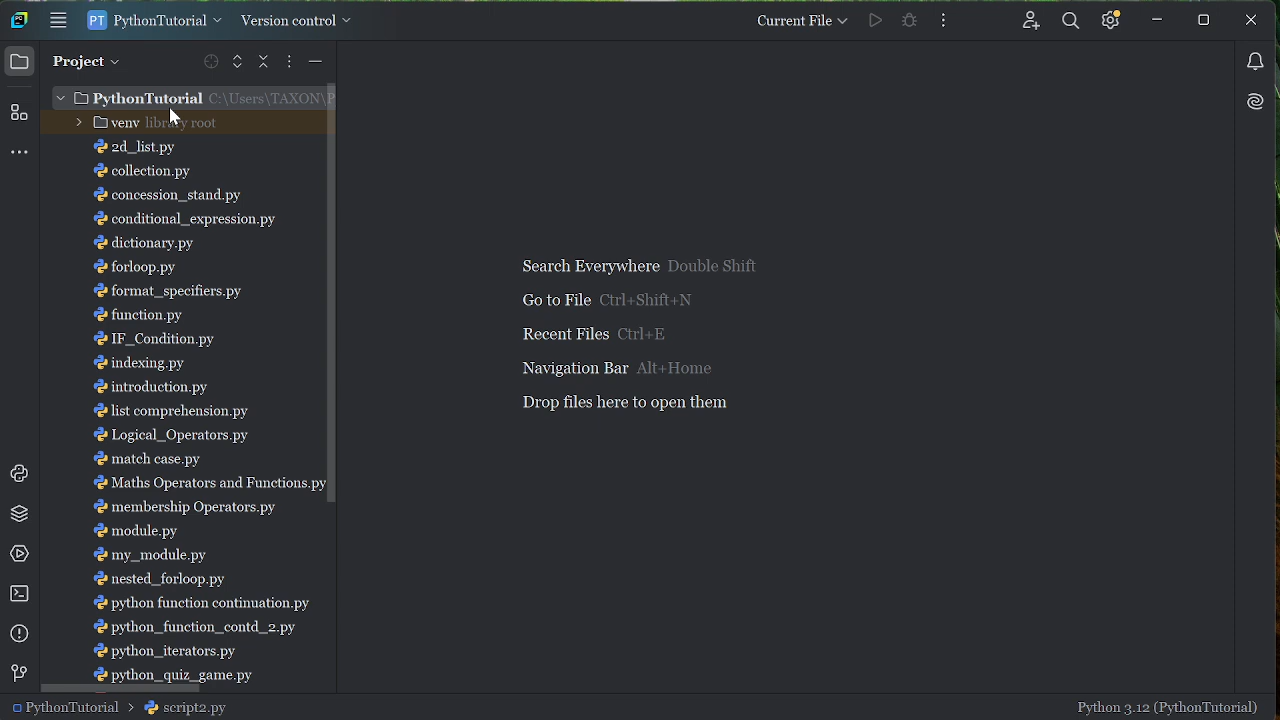 PT PythonTutorial Version control Current File
Project
PythonTutorial C:\Users\TAXON\P
venv library root
2d_list.py
collection.py
concession_stand.py
conditional_expression.py
dictionary.py
forloop.py
format_specifiers.py
function.py
IF_Condition.py
indexing.py
introduction.py
list comprehension.py
Logical_Operators.py
match case.py
Maths Operators and Functions.py
membership Operators.py
module.py
my_module.py
nested_forloop.py
python function continuation.py
python_function_contd_2.py
python_iterators.py
python_quiz_game.py
Search Everywhere Double Shift
Go to File Ctrl+Shift+N
Recent Files Ctrl+E
Navigation Bar Alt+Home
Drop files here to open them
PythonTutorial > script2.py
Python 3.12 (PythonTutorial)